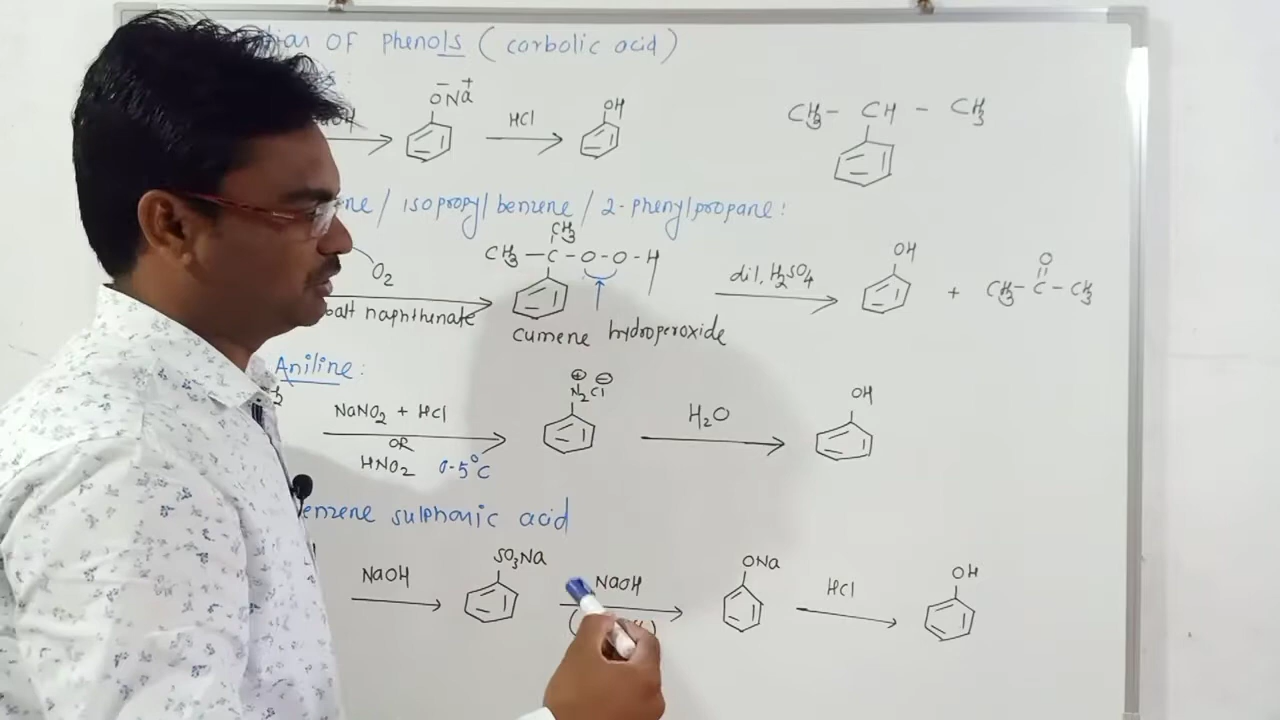 OF Phenols (carbolic acid)
:
O⁻Na⁺
HCl
OH
CH₃ – CH – CH₃
/ isopropyl benzene / 2-phenylpropane:
O₂
naphthenate
CH₃
CH₃ – C – O – O – H
cumene hydroperoxide
dil. H₂SO₄
OH
+
O
CH₃ – C – CH₃
Aniline:
NaNO₂ + HCl
OR
HNO₂ 0-5°C
⊕ ⊖
N₂Cl
H₂O
OH
sulphonic acid
NaOH
SO₃Na
NaOH
ONa
HCl
OH